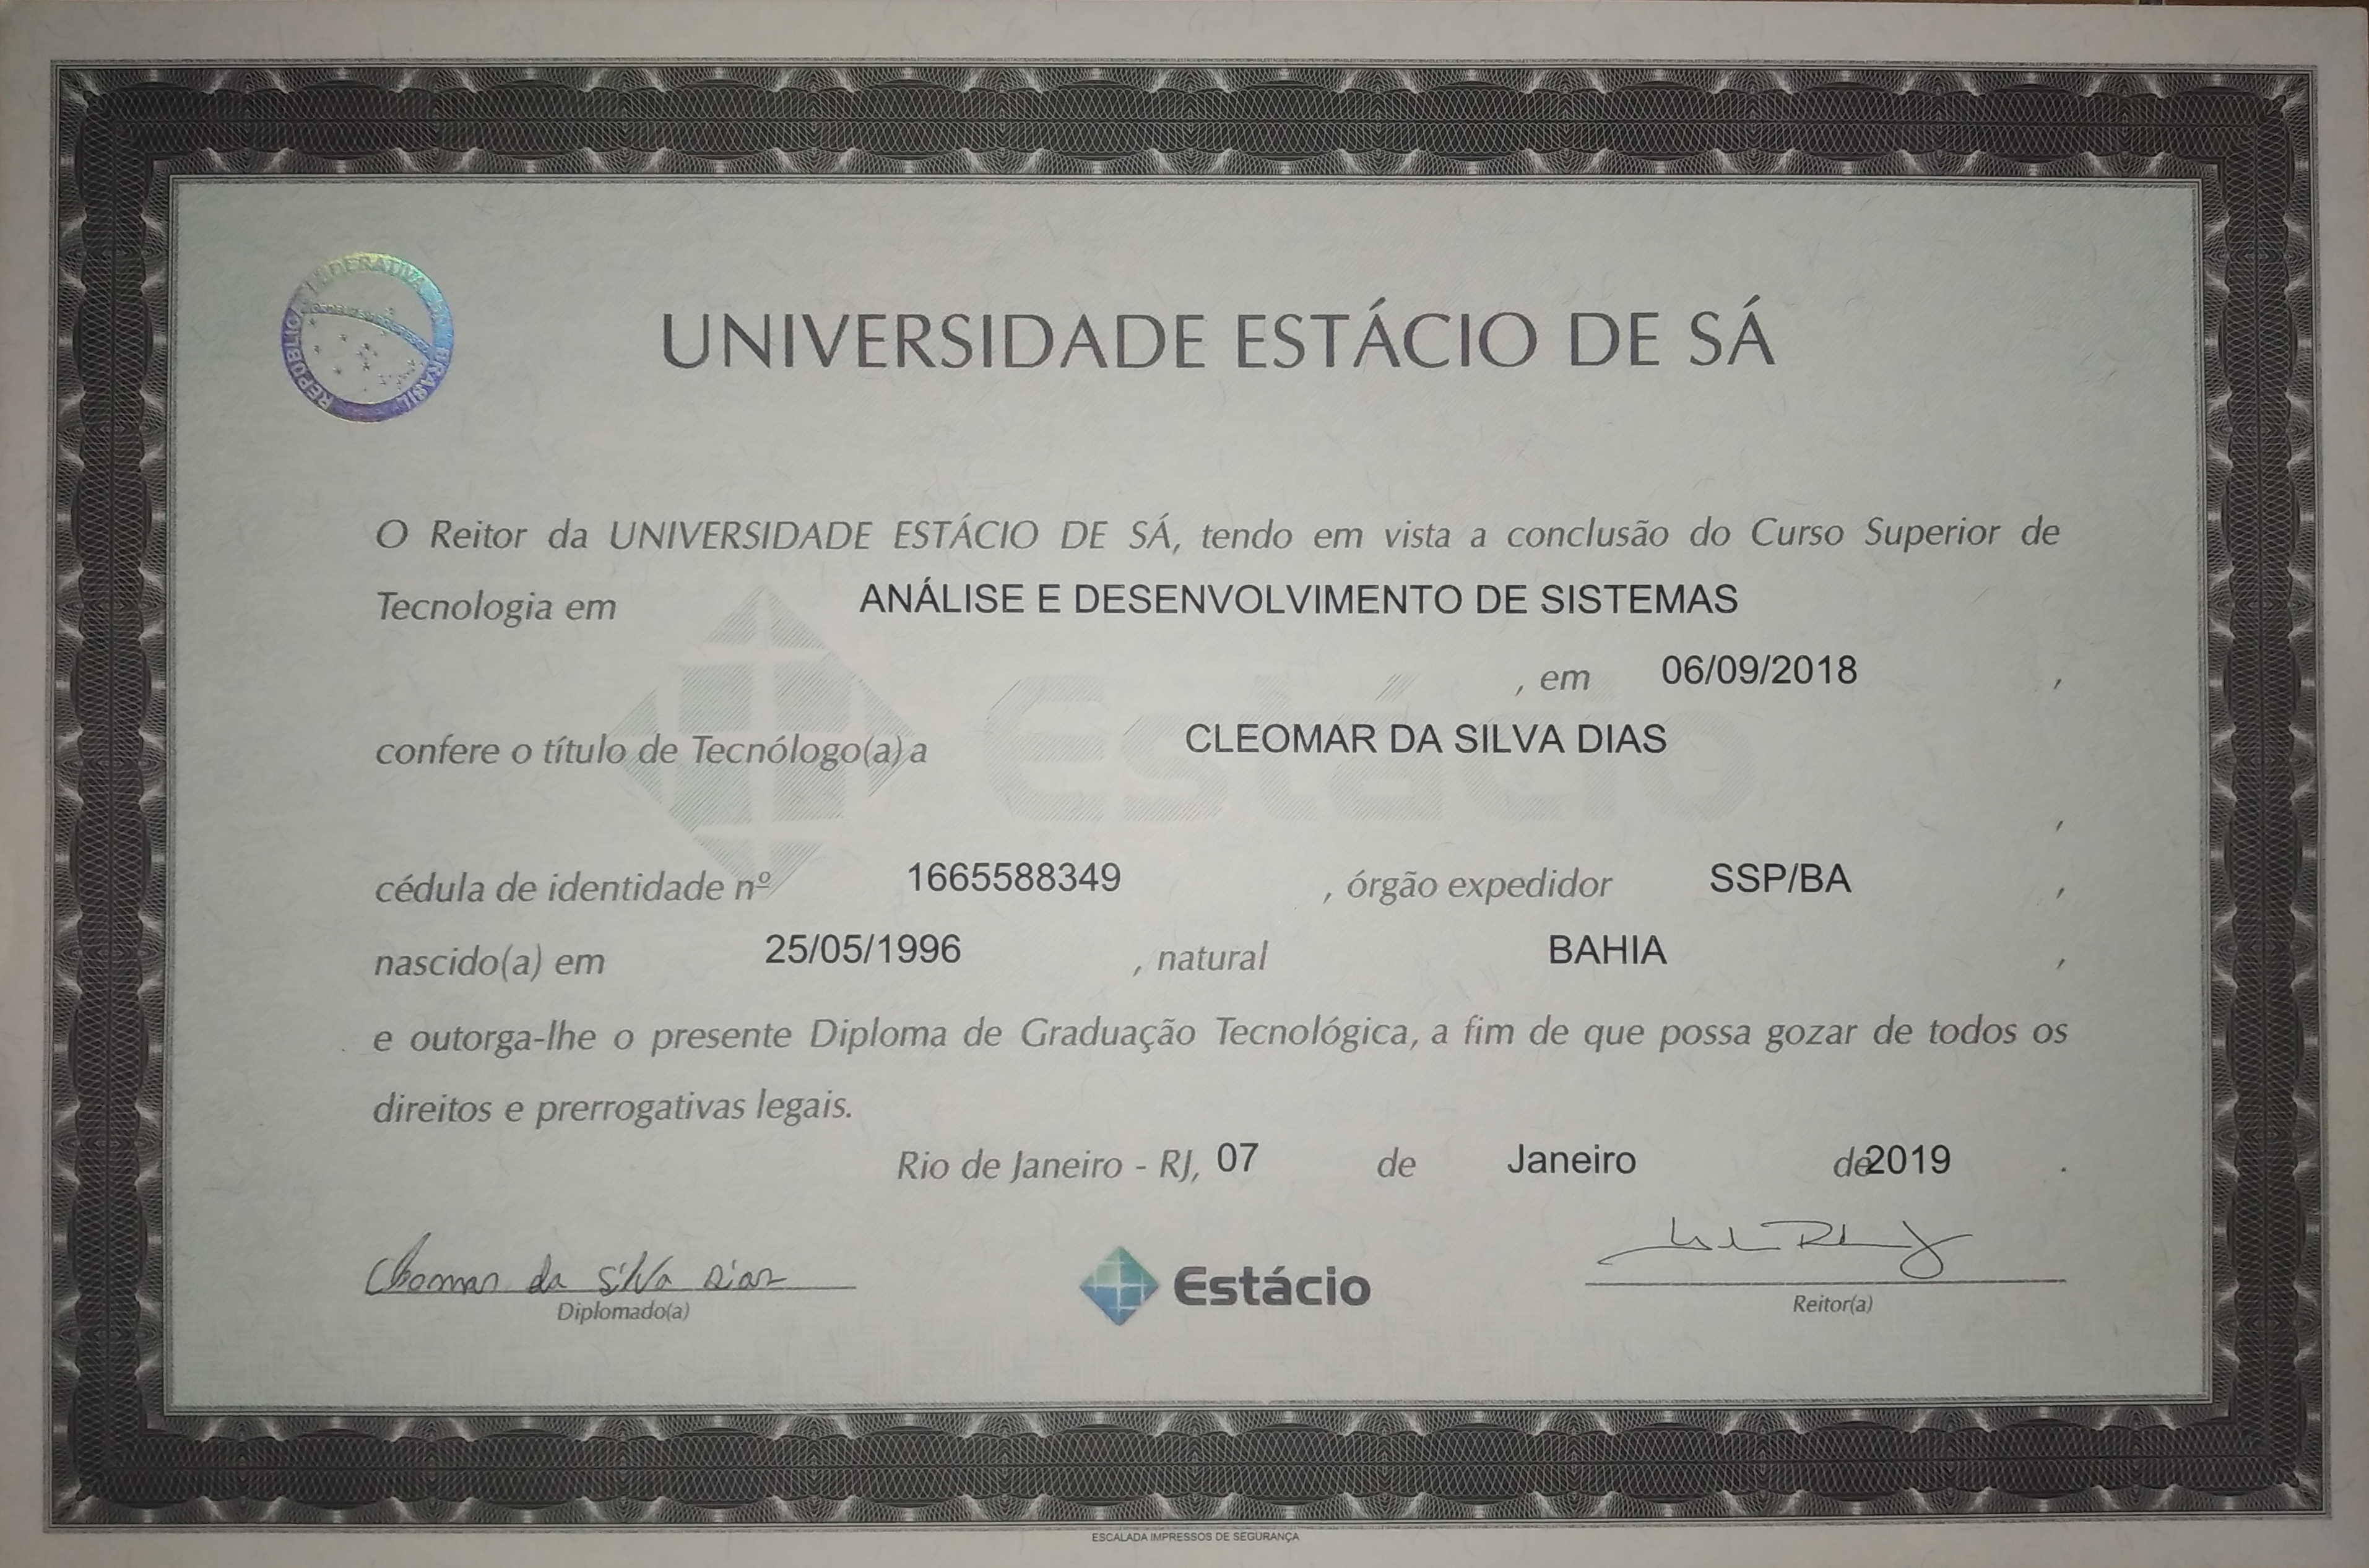 REPÚBLICA FEDERATIVA DO BRASIL
UNIVERSIDADE ESTÁCIO DE SÁ
O Reitor da UNIVERSIDADE ESTÁCIO DE SÁ, tendo em vista a conclusão do Curso Superior de
Tecnologia em ANÁLISE E DESENVOLVIMENTO DE SISTEMAS
, em 06/09/2018 ,
confere o título de Tecnólogo(a) a CLEOMAR DA SILVA DIAS
,
cédula de identidade nº 1665588349 , órgão expedidor SSP/BA ,
nascido(a) em 25/05/1996 , natural BAHIA ,
e outorga-lhe o presente Diploma de Graduação Tecnológica, a fim de que possa gozar de todos os
direitos e prerrogativas legais.
Rio de Janeiro - RJ, 07 de Janeiro de 2019 .
Cleomar da Silva Dias
Diplomado(a)
Estácio
Reitor(a)
ESCALADA IMPRESSOS DE SEGURANÇA